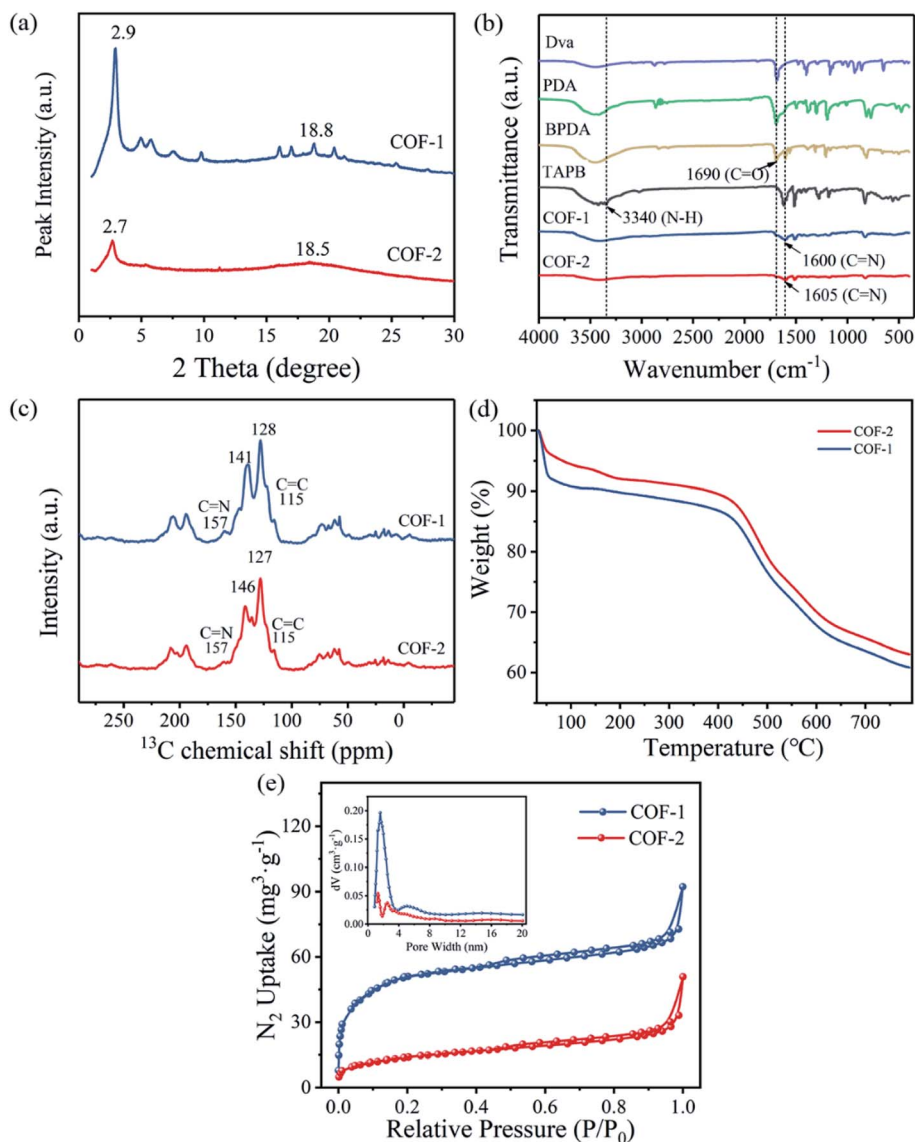 (a)
2.9
18.8
COF-1
2.7
18.5
COF-2
Peak Intensity (a.u.)
0 5 10 15 20 25 30
2 Theta (degree)
(b)
Dva
PDA
BPDA
1690 (C=O)
TAPB
3340 (N-H)
COF-1
1600 (C=N)
COF-2
1605 (C=N)
Transmittance (a.u.)
4000 3500 3000 2500 2000 1500 1000 500
Wavenumber (cm⁻¹)
(c)
128
141
C=N
157
C=C
115
COF-1
127
146
C=N
157
C=C
115
COF-2
Intensity (a.u.)
250 200 150 100 50 0
¹³C chemical shift (ppm)
(d)
COF-2
COF-1
100
90
80
70
60
Weight (%)
100 200 300 400 500 600 700
Temperature (℃)
(e)
COF-1
COF-2
0.20
0.15
0.10
0.05
0.00
dV (cm³·g⁻¹)
0 4 8 12 16 20
Pore Width (nm)
120
90
60
30
0
N₂ Uptake (mg³·g⁻¹)
0.0 0.2 0.4 0.6 0.8 1.0
Relative Pressure (P/P₀)